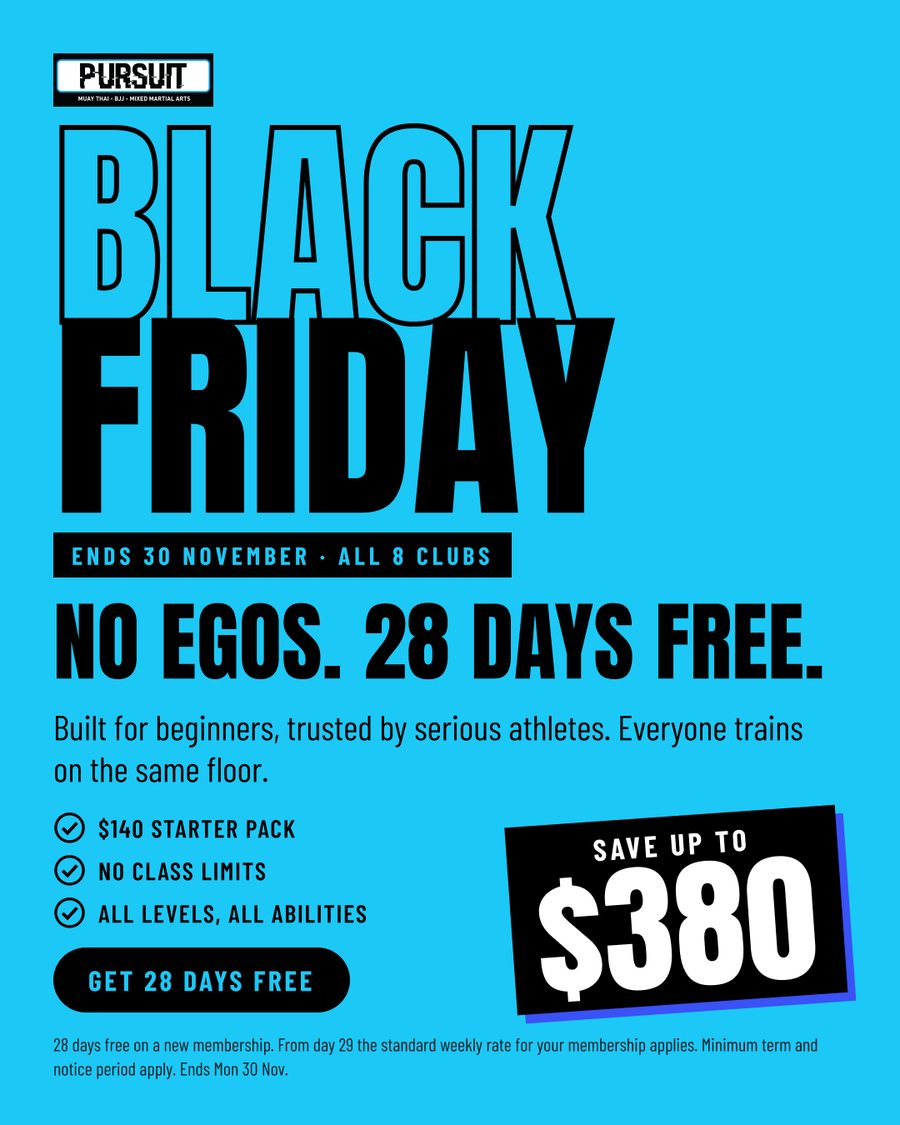 PURSUIT
MUAY THAI - BJJ - MIXED MARTIAL ARTS
BLACK
FRIDAY
ENDS 30 NOVEMBER · ALL 8 CLUBS
NO EGOS. 28 DAYS FREE.
Built for beginners, trusted by serious athletes. Everyone trains
on the same floor.
$140 STARTER PACK
NO CLASS LIMITS
ALL LEVELS, ALL ABILITIES
GET 28 DAYS FREE
SAVE UP TO
$380
28 days free on a new membership. From day 29 the standard weekly rate for your membership applies. Minimum term and
notice period apply. Ends Mon 30 Nov.